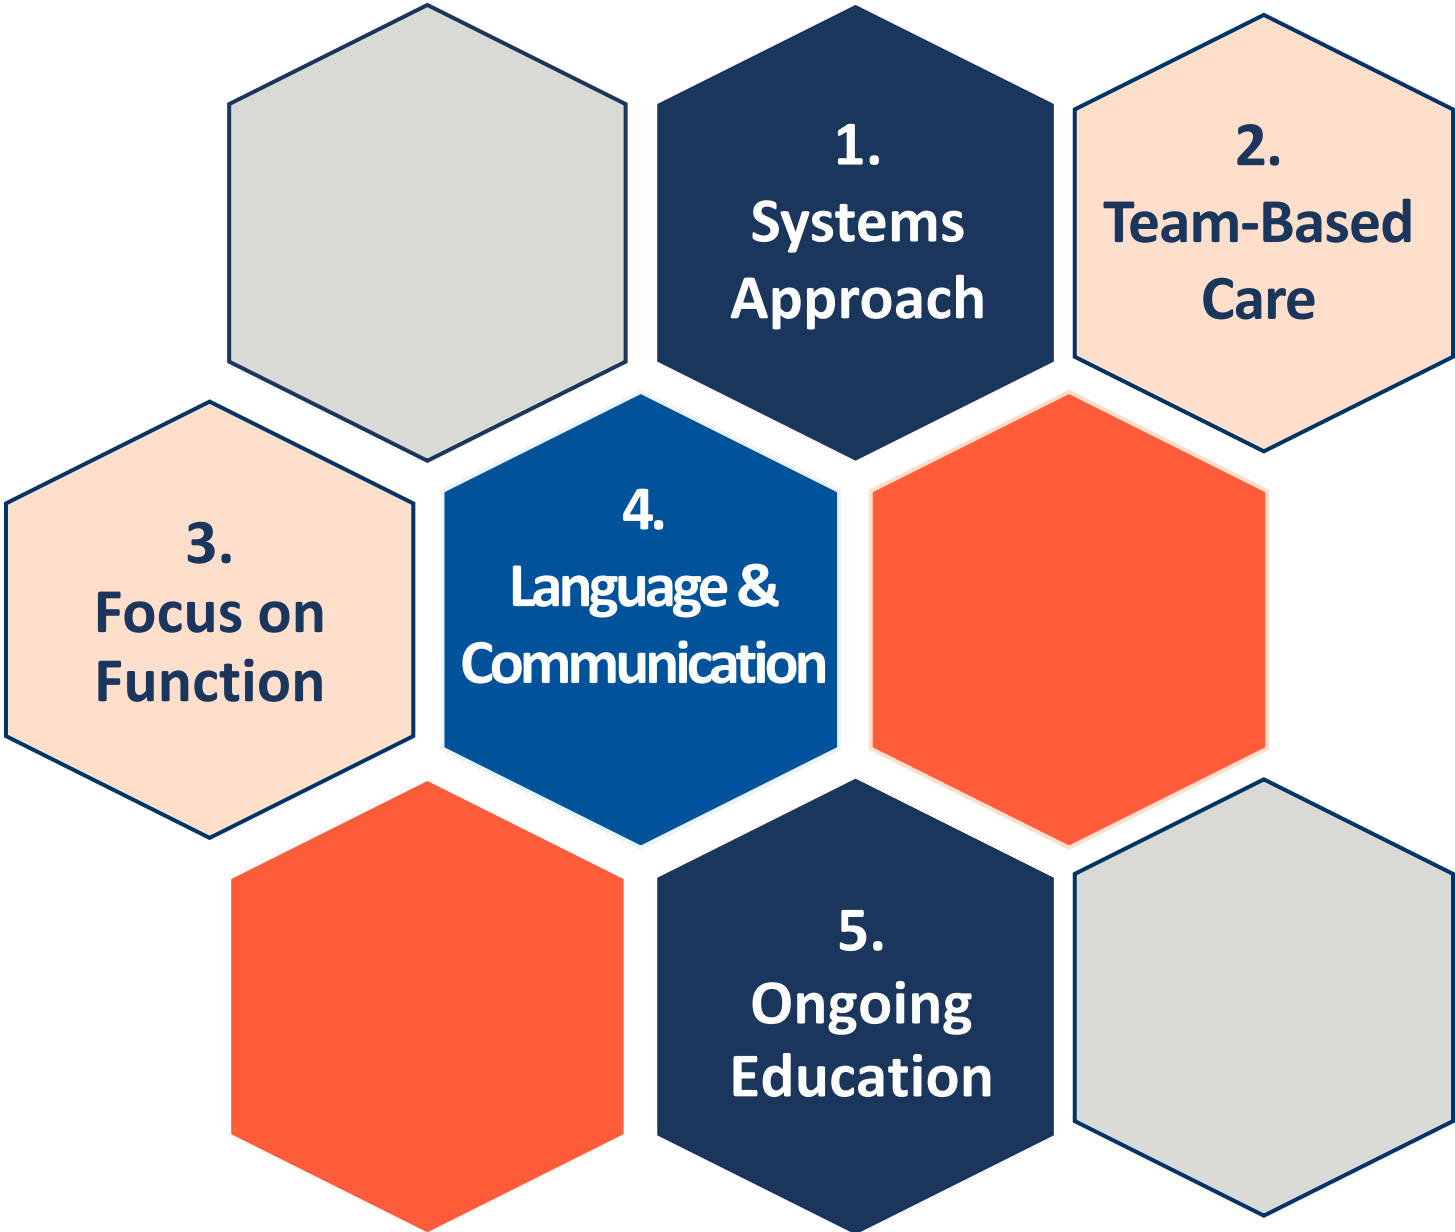 1.
Systems
Approach
2.
Team-Based
Care
3.
Focus on
Function
4.
Language &
Communication
5.
Ongoing
Education